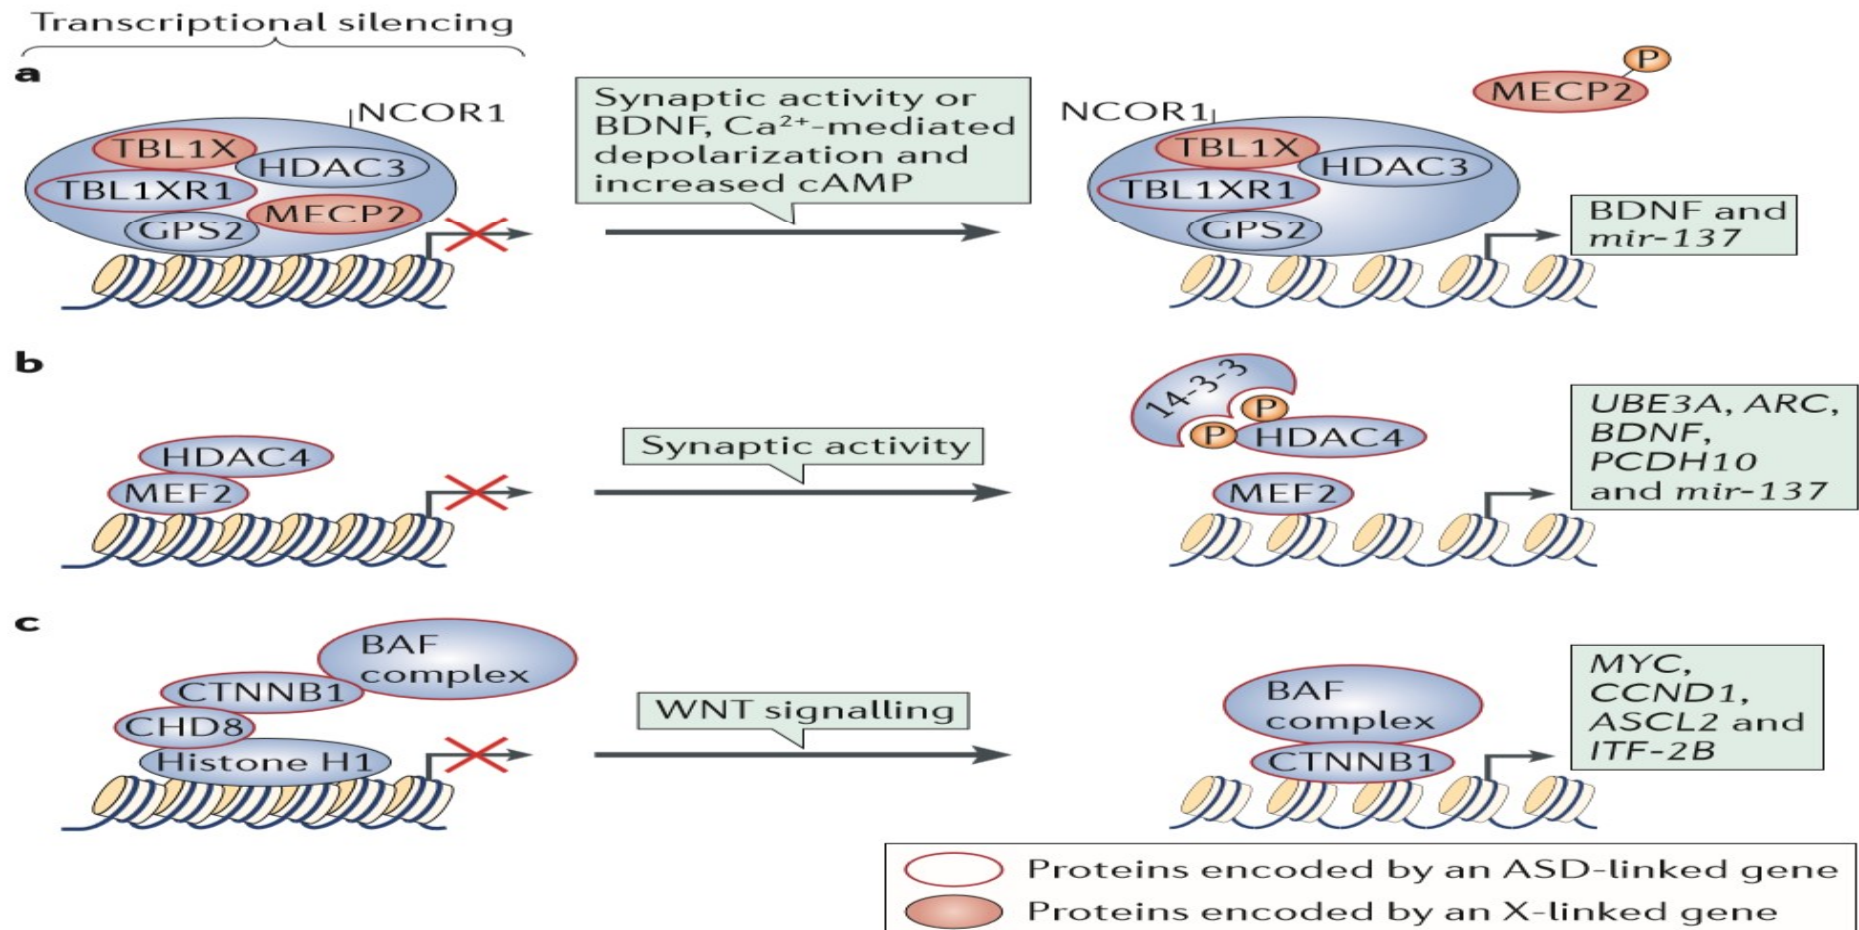 Transcriptional silencing
a
NCOR1
TBL1X
HDAC3
TBL1XR1
MECP2
GPS2
Synaptic activity or
BDNF, Ca²⁺-mediated
depolarization and
increased cAMP
NCOR1
TBL1X
HDAC3
TBL1XR1
GPS2
P
MECP2
BDNF and
mir-137
b
HDAC4
MEF2
Synaptic activity
14-3-3
P
P
HDAC4
MEF2
UBE3A, ARC,
BDNF,
PCDH10
and mir-137
c
BAF
complex
CTNNB1
CHD8
Histone H1
WNT signalling
BAF
complex
CTNNB1
MYC,
CCND1,
ASCL2 and
ITF-2B
Proteins encoded by an ASD-linked gene
Proteins encoded by an X-linked gene